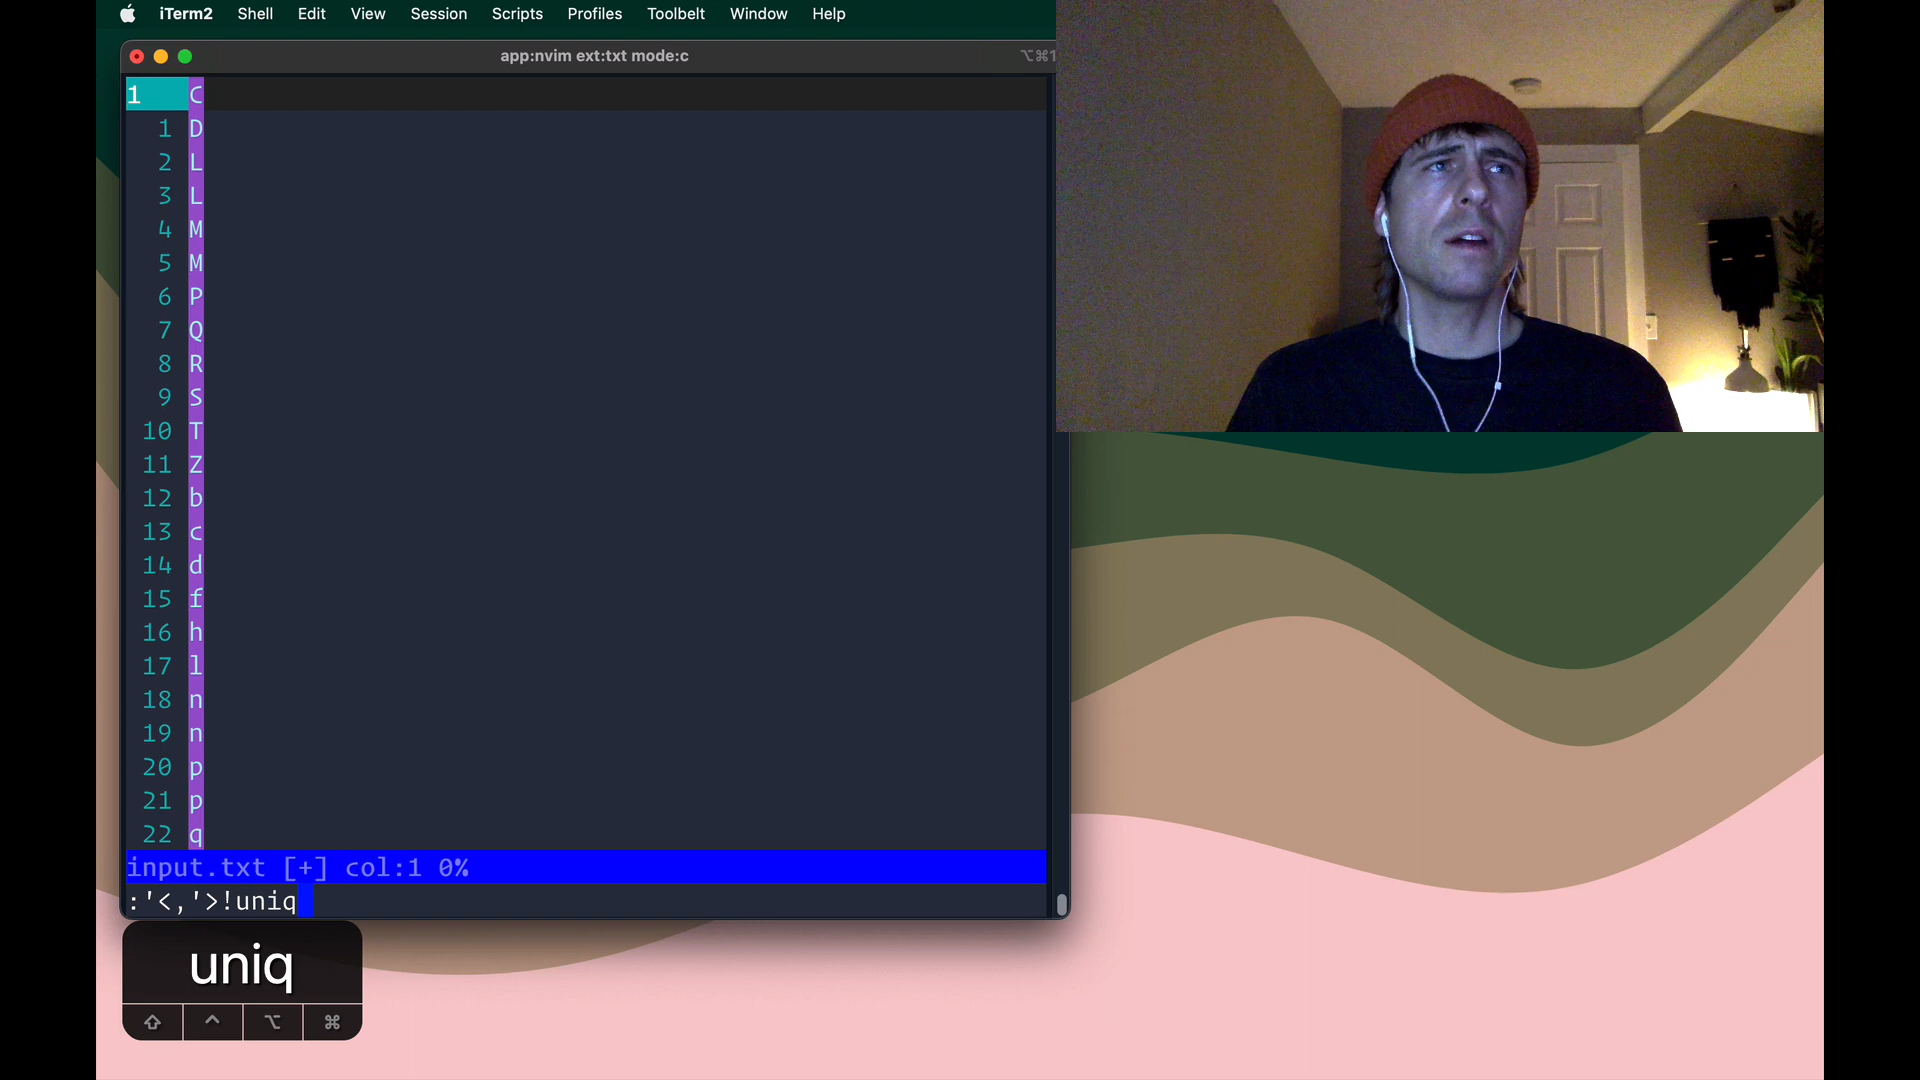 iTerm2 Shell Edit View Session Scripts Profiles Toolbelt Window Help
app:nvim ext:txt mode:c ⌥⌘1
1 C
1 D
2 L
3 L
4 M
5 M
6 P
7 Q
8 R
9 S
10 T
11 Z
12 b
13 c
14 d
15 f
16 h
17 l
18 n
19 n
20 p
21 p
22 q
input.txt [+] col:1 0%
:'<,'>!uniq
uniq
⇧ ^ ⌥ ⌘